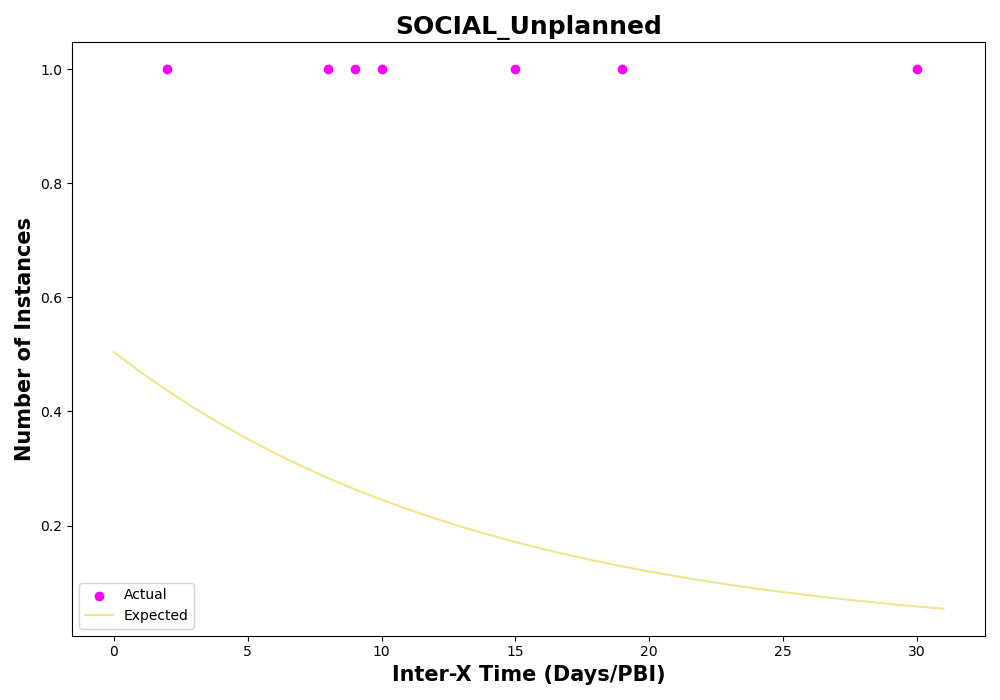 SOCIAL_Unplanned
Number of Instances
1.0
0.8
0.6
0.4
0.2
Actual
Expected
0 5 10 15 20 25 30
Inter-X Time (Days/PBI)